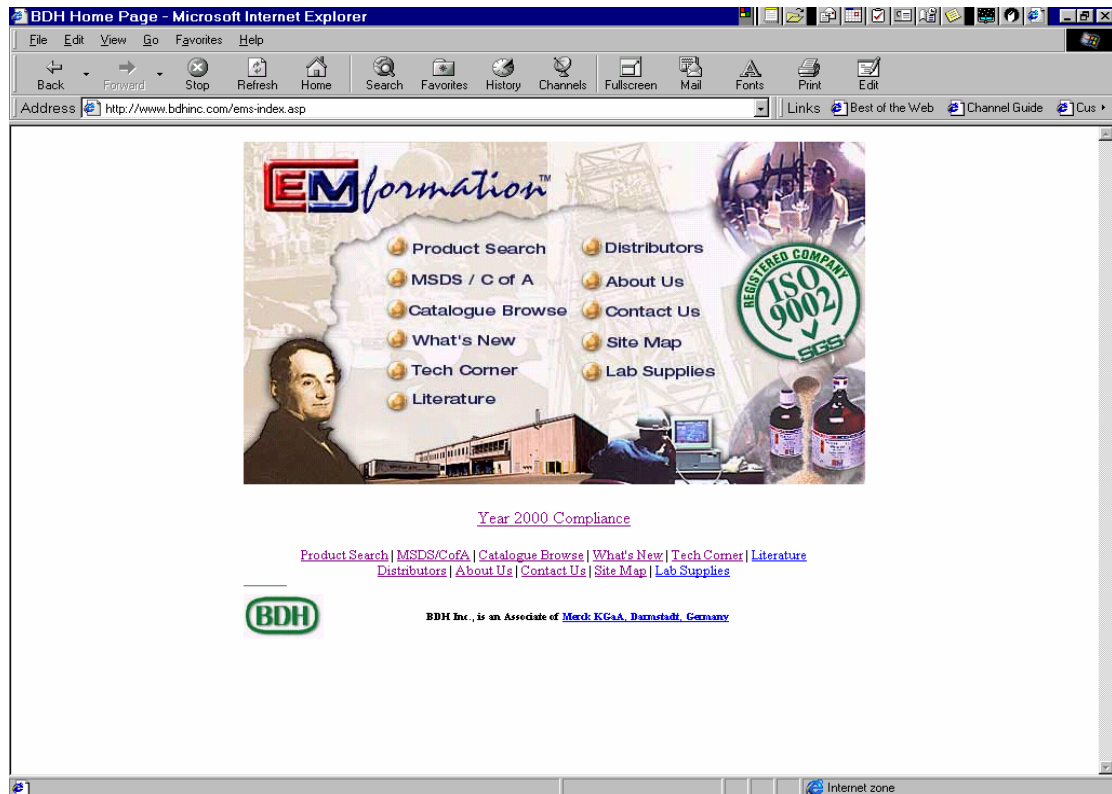 BDH Home Page - Microsoft Internet Explorer
File Edit View Go Favorites Help
Back Forward Stop Refresh Home Search Favorites History Channels Fullscreen Mail Fonts Print Edit
Address http://www.bdhinc.com/ems-index.asp Links Best of the Web Channel Guide Cus
EMformation™
Product Search Distributors
MSDS / C of A About Us
Catalogue Browse Contact Us
What's New Site Map
Tech Corner Lab Supplies
Literature
REGISTERED COMPANY
ISO
9002
SGS
Year 2000 Compliance
Product Search | MSDS/CofA | Catalogue Browse | What's New | Tech Corner | Literature
Distributors | About Us | Contact Us | Site Map | Lab Supplies
BDH
BDH Inc., is an Associate of Merck KGaA, Darmstadt, Germany
Internet zone